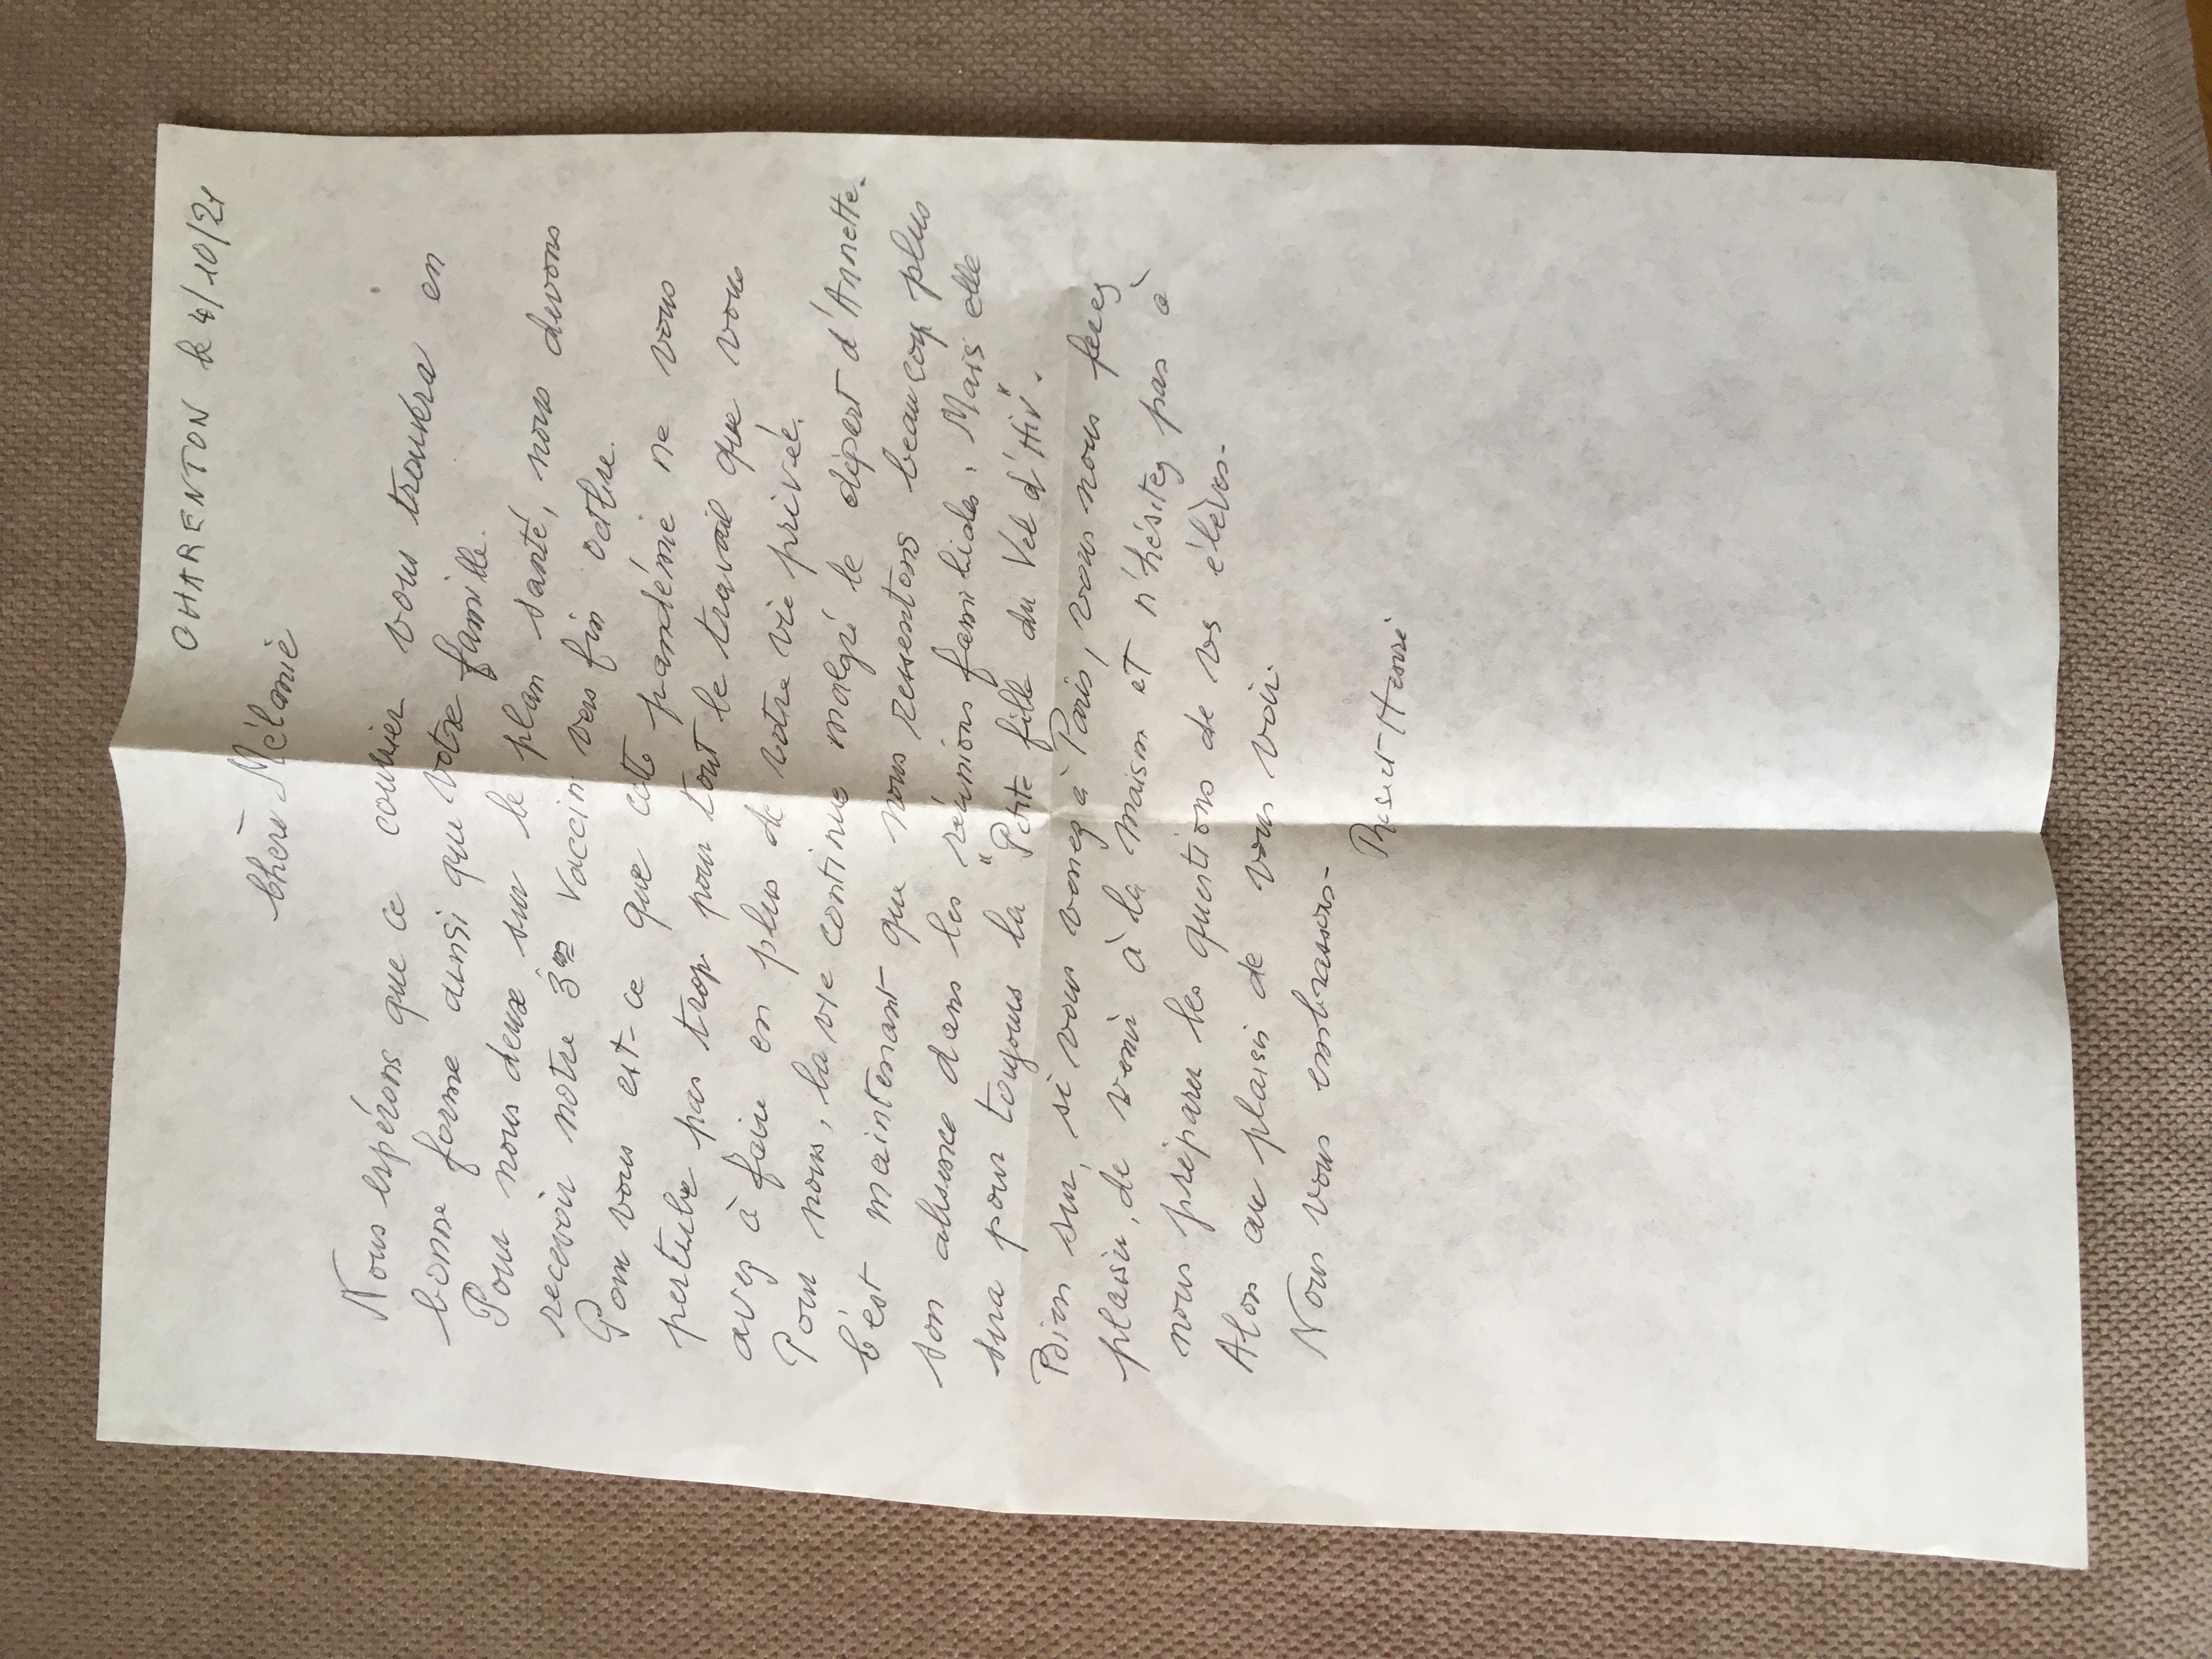 CHARENTON le 4/10/21
Chère Mélanie
Nous espérons que ce courrier vous trouvera en
bonne forme ainsi que votre famille.
Pour nous deux sur le plan santé, nous devons
recevoir notre 3me vaccin vers fin octobre.
Pour vous est-ce que cette pandémie ne vous
perturbe pas trop pour tout le travail que vous
avez à faire en plus de votre vie privée.
Pour nous, la vie continue malgré le départ d'Annette.
C'est maintenant que nous ressentons beaucoup plus
son absence dans les réunions familiales. Mais elle
sera pour toujours la "Petite fille du Vel d'Hiv".
Bien sur, si vous venez à Paris, vous nous ferez
plaisir, de venir à la maison et n'hésitez pas à
nous préparer les questions de vos élèves-
Alors au plaisir de vous voir.
Nous vous embrassons-
Henri